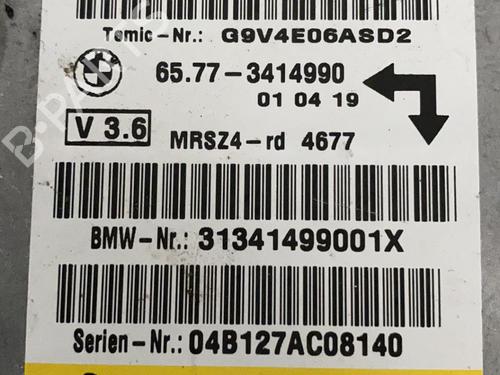 Temic-Nr.: G9V4E06ASD2
65.77-3414990
01 04 19
V 3.6
MRSZ4-rd 4677
BMW-Nr.: 31341499001X
Serien-Nr.: 04B127AC08140